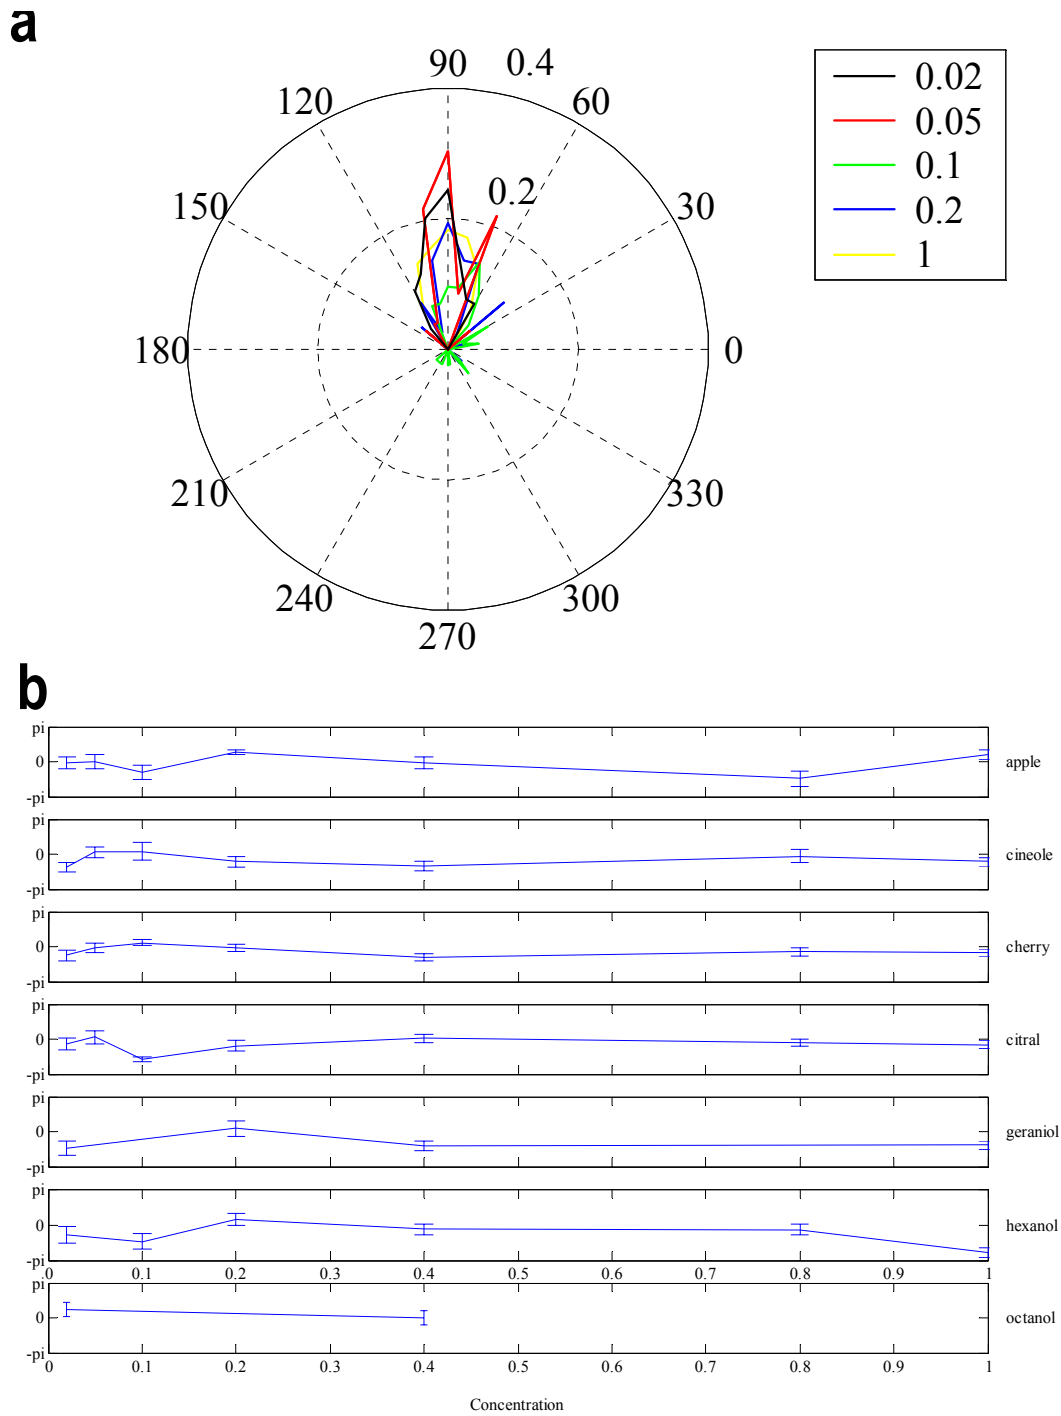 a
90 0.4
120 60
0.2
150 30
180 0
210 330
240 300
270
0.02
0.05
0.1
0.2
1
b
pi
0 apple
-pi
pi
0 cineole
-pi
pi
0 cherry
-pi
pi
0 citral
-pi
pi
0 geraniol
-pi
pi
0 hexanol
-pi
0 0.1 0.2 0.3 0.4 0.5 0.6 0.7 0.8 0.9 1
pi
0 octanol
-pi
0 0.1 0.2 0.3 0.4 0.5 0.6 0.7 0.8 0.9 1
Concentration